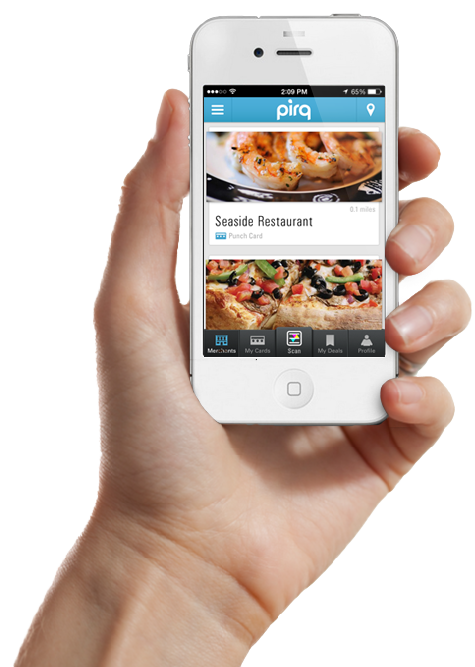 2:09 PM
65%
pirq
0.1 miles
Seaside Restaurant
Punch Card
Merchants
My Cards
Scan
My Deals
Profile